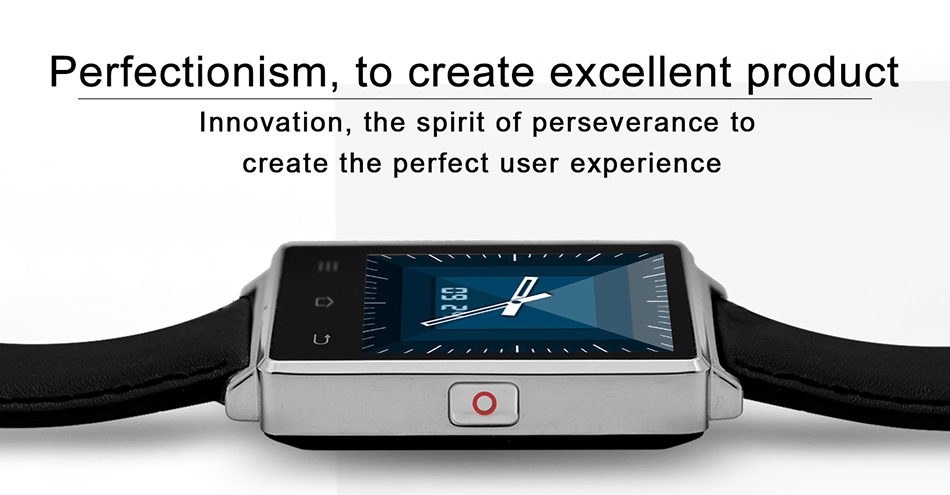 Perfectionism, to create excellent product
Innovation, the spirit of perseverance to
create the perfect user experience